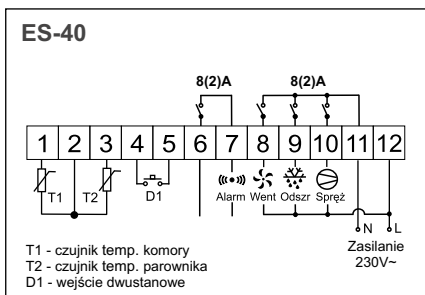 ES-40
8(2)A 8(2)A
1 2 3 4 5 6 7 8 9 10 11 12
T1 T2 D1 Alarm Went Odszr Spręż
N L
Zasilanie
230V~
T1 - czujnik temp. komory
T2 - czujnik temp. parownika
D1 - wejście dwustanowe